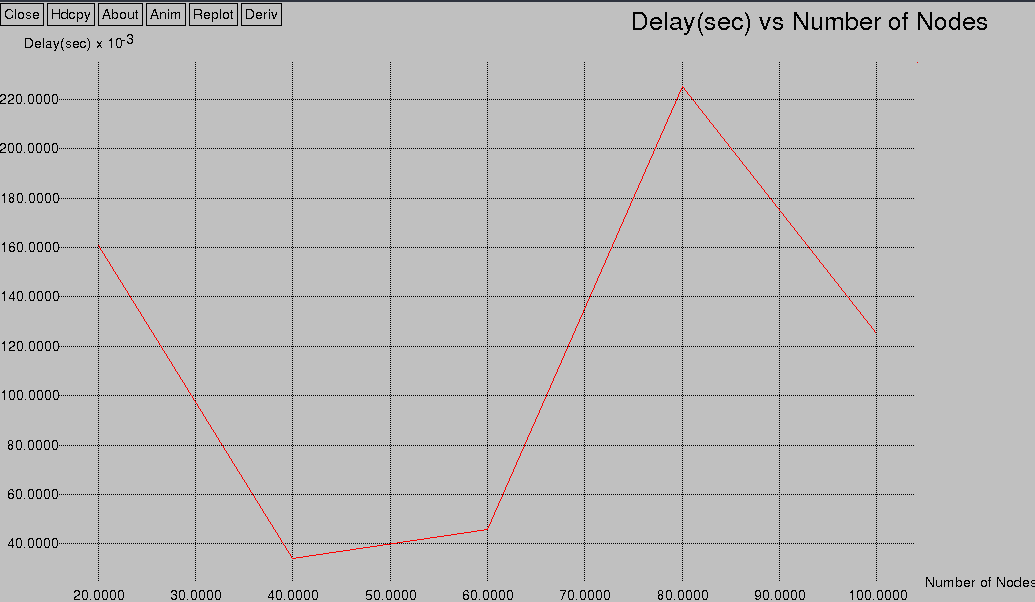 Close Hdcpy About Anim Replot Deriv
Delay(sec) vs Number of Nodes
Delay(sec) x 10-3
220.0000
200.0000
180.0000
160.0000
140.0000
120.0000
100.0000
80.0000
60.0000
40.0000
Number of Nodes
20.0000 30.0000 40.0000 50.0000 60.0000 70.0000 80.0000 90.0000 100.0000